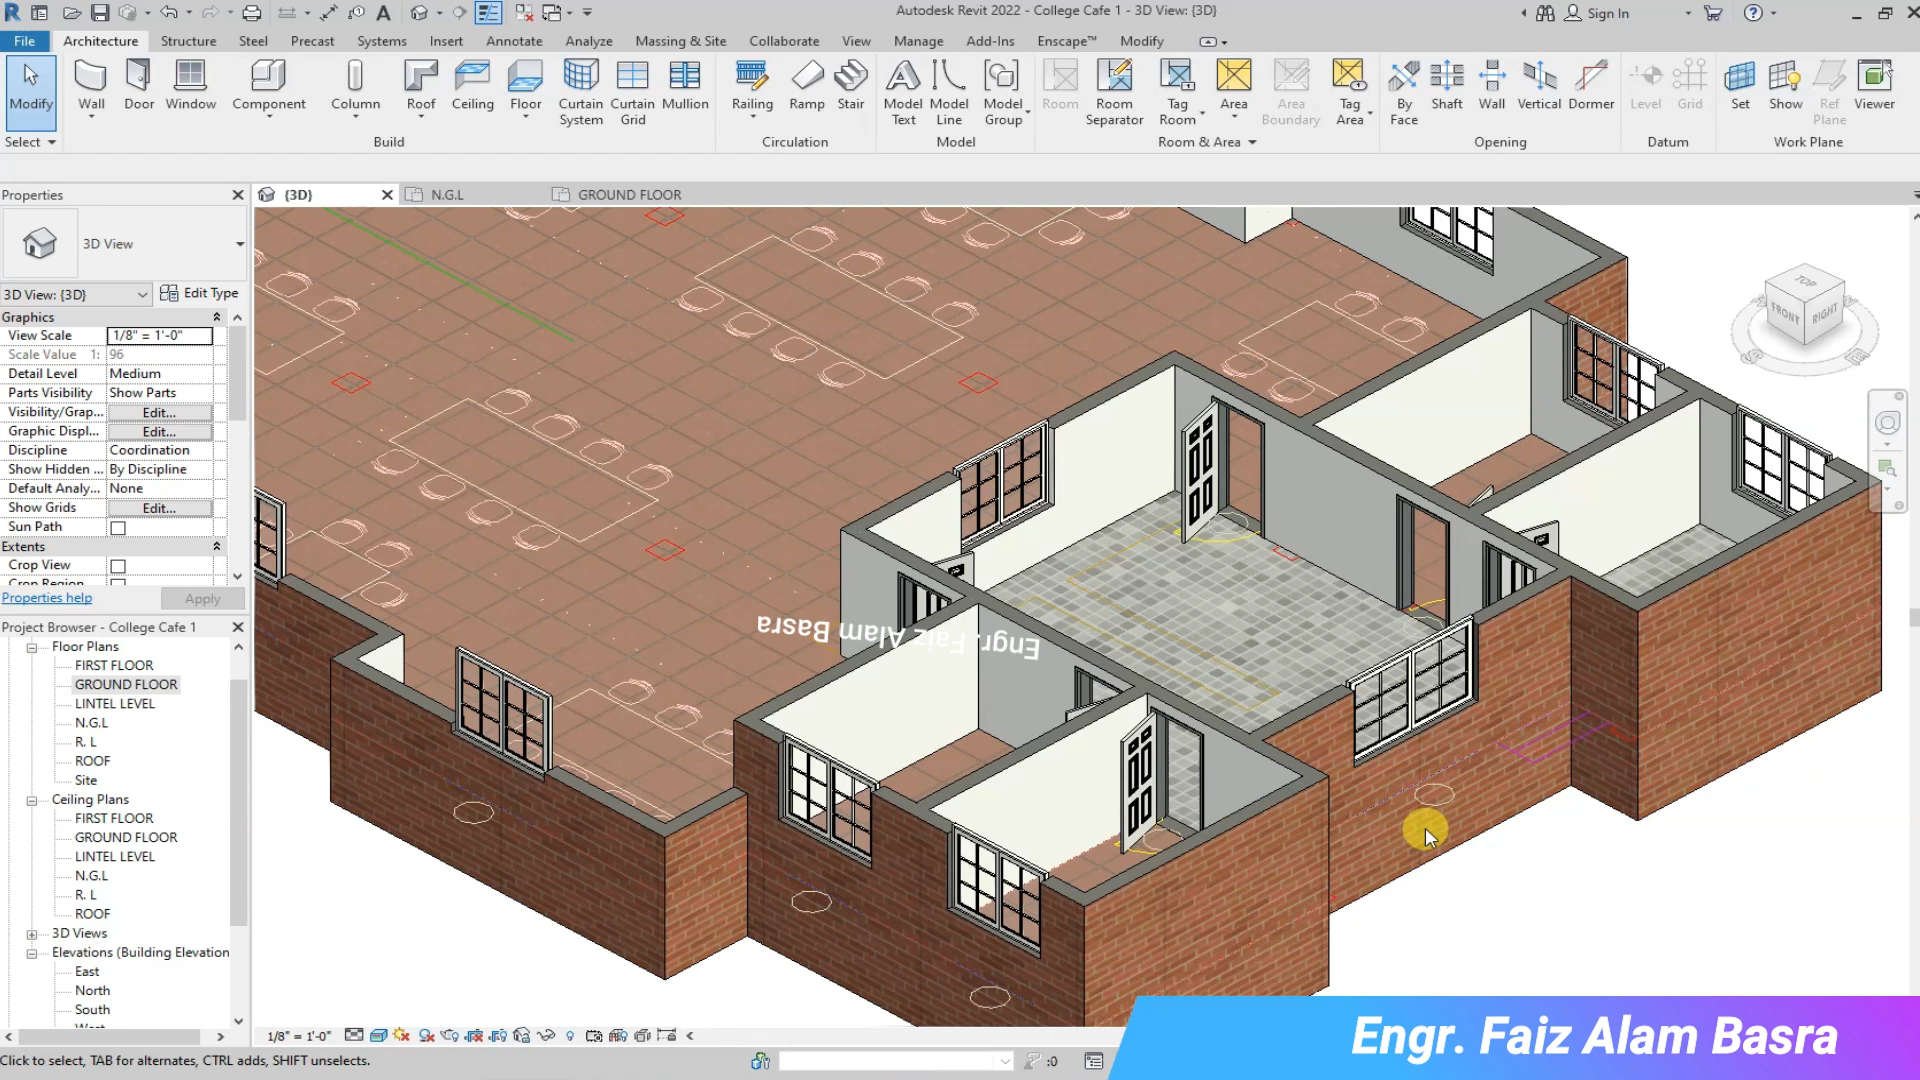 Autodesk Revit 2022 - College Cafe 1 - 3D View: {3D}
Sign In
File Architecture Structure Steel Precast Systems Insert Annotate Analyze Massing & Site Collaborate View Manage Add-Ins Enscape™ Modify
Modify Wall Door Window Component Column Roof Ceiling Floor Curtain System Curtain Grid Mullion Railing Ramp Stair Model Text Model Line Model Group Room Room Separator Tag Room Area Area Boundary Tag Area By Face Shaft Wall Vertical Dormer Level Grid Set Show Ref Plane Viewer
Select Build Circulation Model Room & Area Opening Datum Work Plane
Properties
{3D} N.G.L GROUND FLOOR
3D View
3D View: {3D} Edit Type
Graphics
View Scale 1/8" = 1'-0"
Scale Value 1: 96
Detail Level Medium
Parts Visibility Show Parts
Visibility/Grap... Edit...
Graphic Displ... Edit...
Discipline Coordination
Show Hidden ... By Discipline
Default Analy... None
Show Grids Edit...
Sun Path
Extents
Crop View
Crop Region
Properties help Apply
Project Browser - College Cafe 1
Floor Plans
FIRST FLOOR
GROUND FLOOR
LINTEL LEVEL
N.G.L
R. L
ROOF
Site
Ceiling Plans
FIRST FLOOR
GROUND FLOOR
LINTEL LEVEL
N.G.L
R. L
ROOF
3D Views
Elevations (Building Elevation
East
North
South
West
TOP
FRONT RIGHT
S E
Engr. Faiz Alam Basra
1/8" = 1'-0"
Click to select, TAB for alternates, CTRL adds, SHIFT unselects.
:0
Engr. Faiz Alam Basra